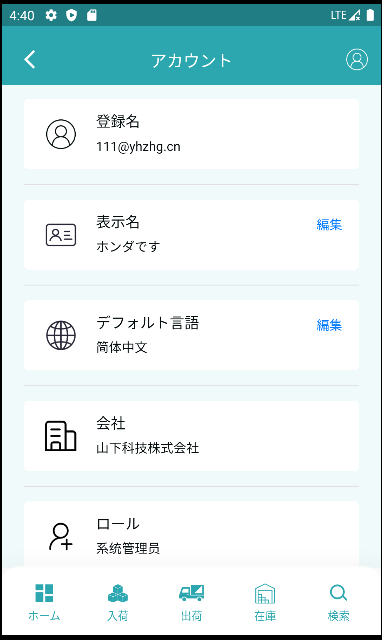 4:40
LTE
アカウント
登録名
111@yhzhg.cn
表示名
編集
ホンダです
デフォルト言語
編集
简体中文
会社
山下科技株式会社
ロール
系统管理员
ホーム
入荷
出荷
在庫
検索